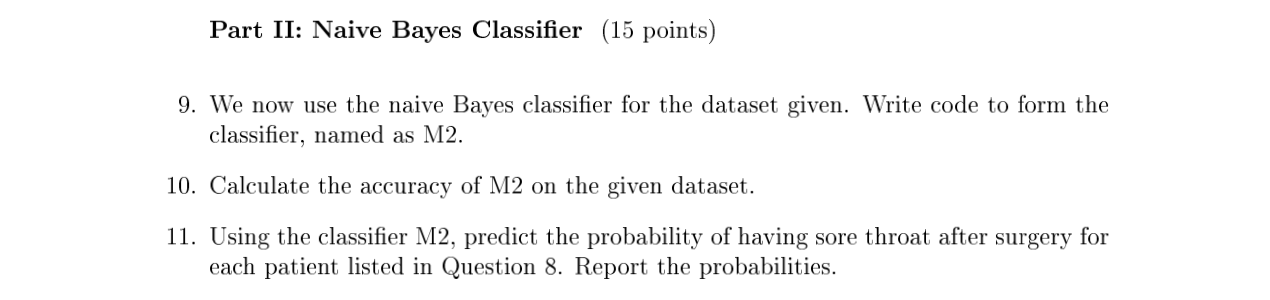 Part II: Naive Bayes Classifier (15 points)
9. We now use the naive Bayes classifier for the dataset given. Write code to form the
classifier, named as M2.
10. Calculate the accuracy of M2 on the given dataset.
11. Using the classifier M2, predict the probability of having sore throat after surgery for
each patient listed in Question 8. Report the probabilities.